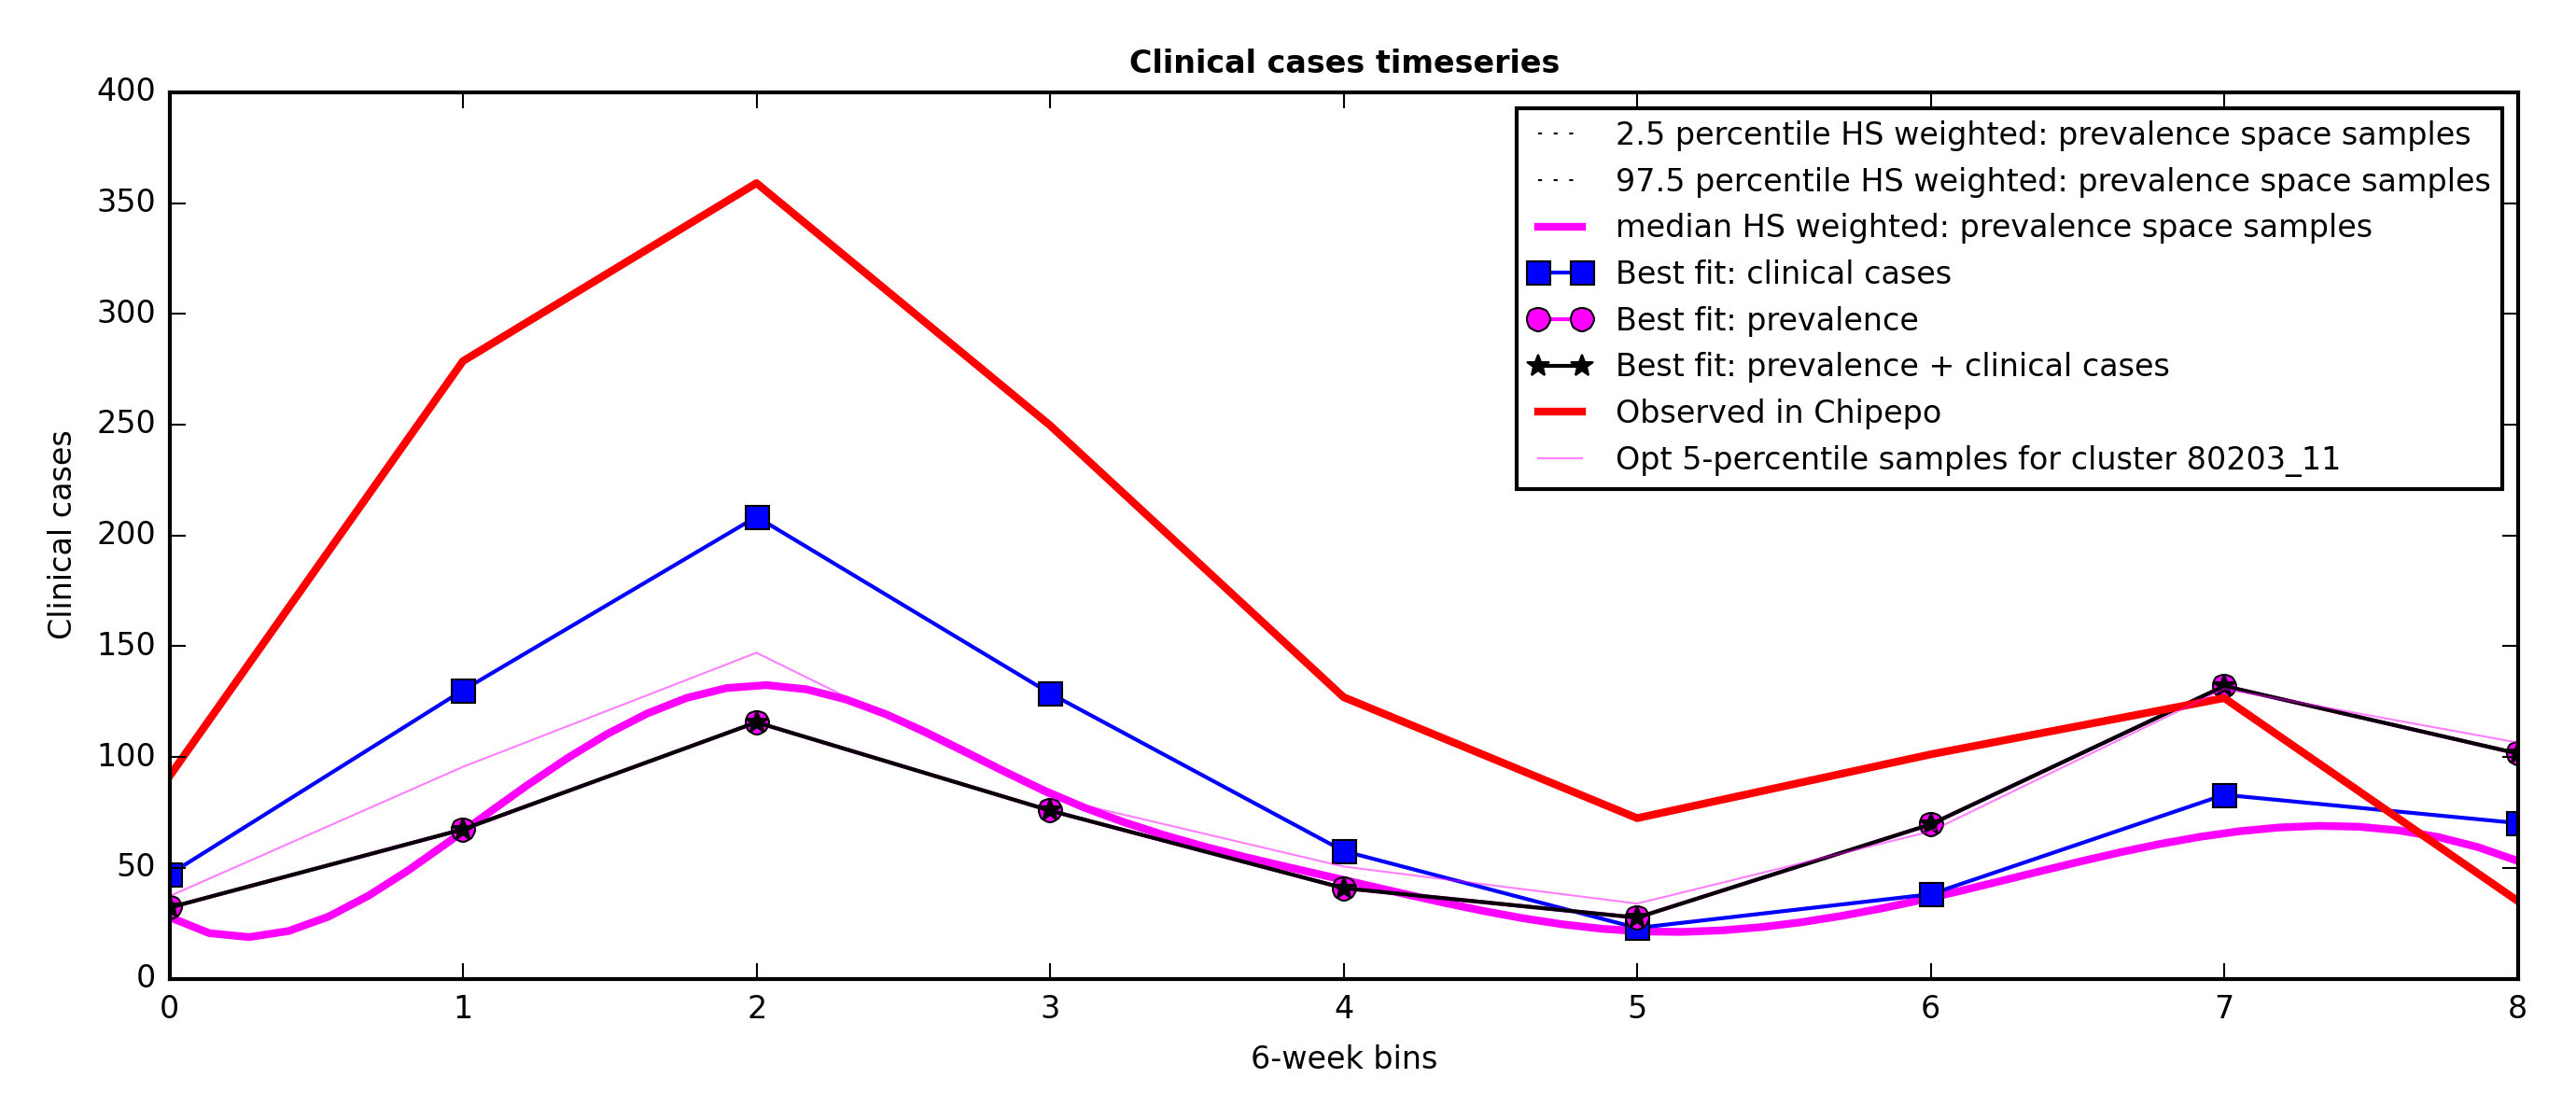 Clinical cases timeseries
400
350
300
250
200
150
100
50
0
Clinical cases
2.5 percentile HS weighted: prevalence space samples
97.5 percentile HS weighted: prevalence space samples
median HS weighted: prevalence space samples
Best fit: clinical cases
Best fit: prevalence
Best fit: prevalence + clinical cases
Observed in Chipepo
Opt 5-percentile samples for cluster 80203_11
0 1 2 3 4 5 6 7 8
6-week bins